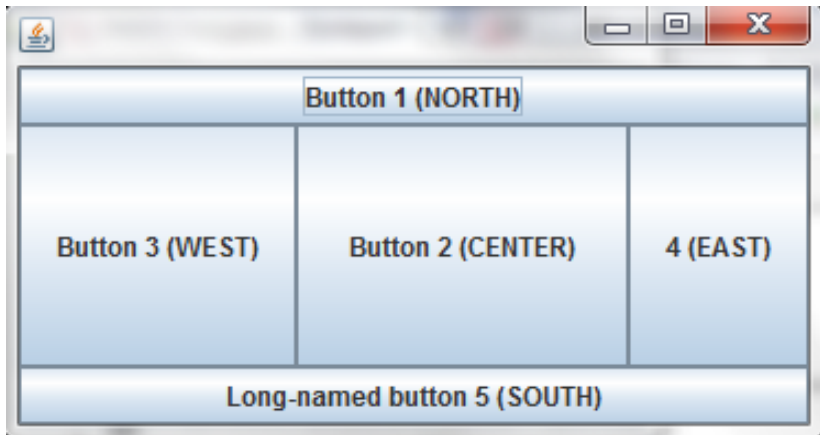 Button 1 (NORTH)
Button 3 (WEST)
Button 2 (CENTER)
4 (EAST)
Long-named button 5 (SOUTH)